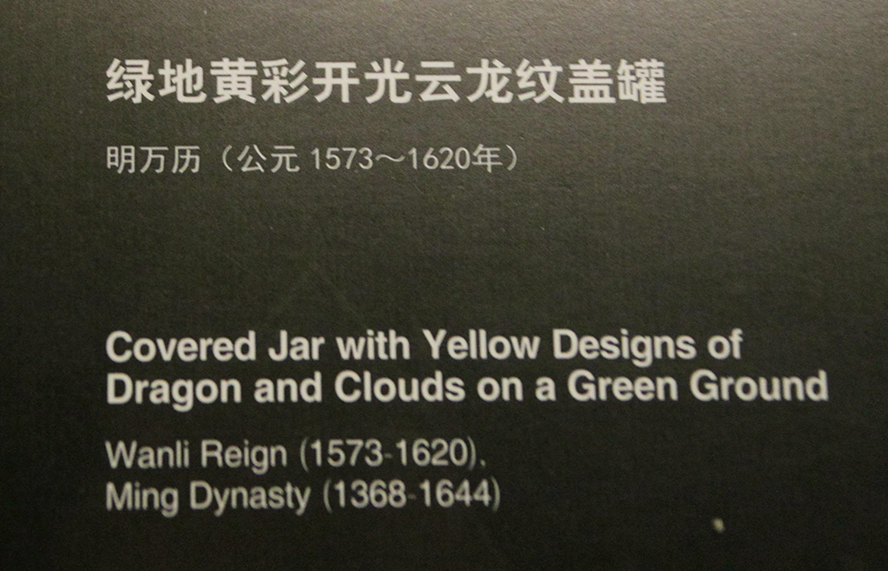 绿地黄彩开光云龙纹盖罐
明万历（公元 1573～1620年）
Covered Jar with Yellow Designs of
Dragon and Clouds on a Green Ground
Wanli Reign (1573-1620),
Ming Dynasty (1368-1644)